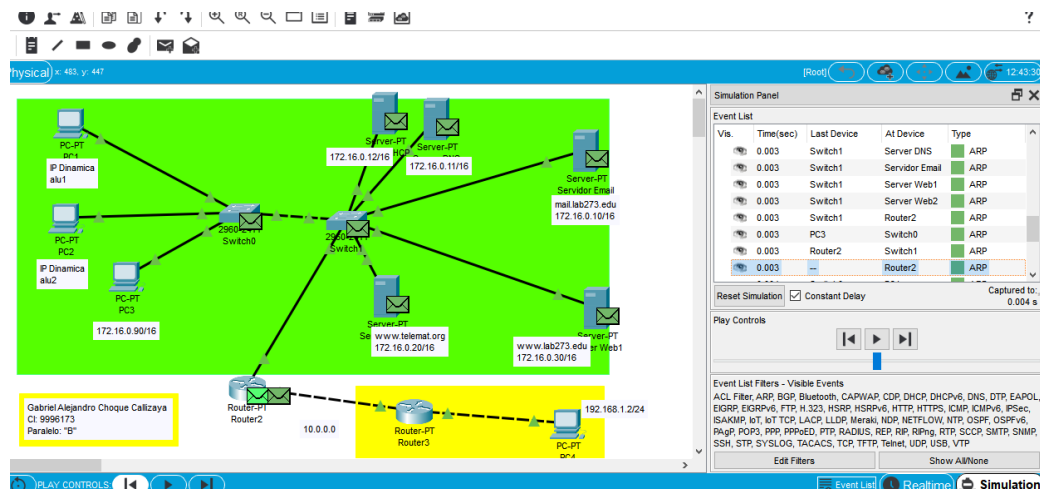 ?
Physical
x: 483, y: 447
[Root]
12:43:30
PC-PT
PC1
IP Dinamica
alu1
PC-PT
PC2
IP Dinamica
alu2
PC-PT
PC3
172.16.0.90/16
Switch0
Server-PT
172.16.0.12/16
Server-PT
172.16.0.11/16
Server-PT
Servidor Email
mail.lab273.edu
172.16.0.10/16
Server-PT
www.telemat.org
172.16.0.20/16
Server-PT
www.lab273.edu
172.16.0.30/16
Gabriel Alejandro Choque Callizaya
CI: 9996173
Paralelo: "B"
Router-PT
Router2
10.0.0.0
Router-PT
Router3
192.168.1.2/24
PC-PT
PC4
Simulation Panel
Event List
Vis. Time(sec) Last Device At Device Type
0.003 Switch1 Server DNS ARP
0.003 Switch1 Servidor Email ARP
0.003 Switch1 Server Web1 ARP
0.003 Switch1 Server Web2 ARP
0.003 Switch1 Router2 ARP
0.003 PC3 Switch0 ARP
0.003 Router2 Switch1 ARP
0.003 -- Router2 ARP
Reset Simulation
Constant Delay
Captured to:
0.004 s
Play Controls
Event List Filters - Visible Events
ACL Filter, ARP, BGP, Bluetooth, CAPWAP, CDP, DHCP, DHCPv6, DNS, DTP, EAPOL,
EIGRP, EIGRPv6, FTP, H.323, HSRP, HSRPv6, HTTP, HTTPS, ICMP, ICMPv6, IPSec,
ISAKMP, IoT, IoT TCP, LACP, LLDP, Meraki, NDP, NETFLOW, NTP, OSPF, OSPFv6,
PAgP, POP3, PPP, PPPoED, PTP, RADIUS, REP, RIP, RIPng, RTP, SCCP, SMTP, SNMP,
SSH, STP, SYSLOG, TACACS, TCP, TFTP, Telnet, UDP, USB, VTP
Edit Filters
Show All/None
PLAY CONTROLS:
Event List
Realtime
Simulation